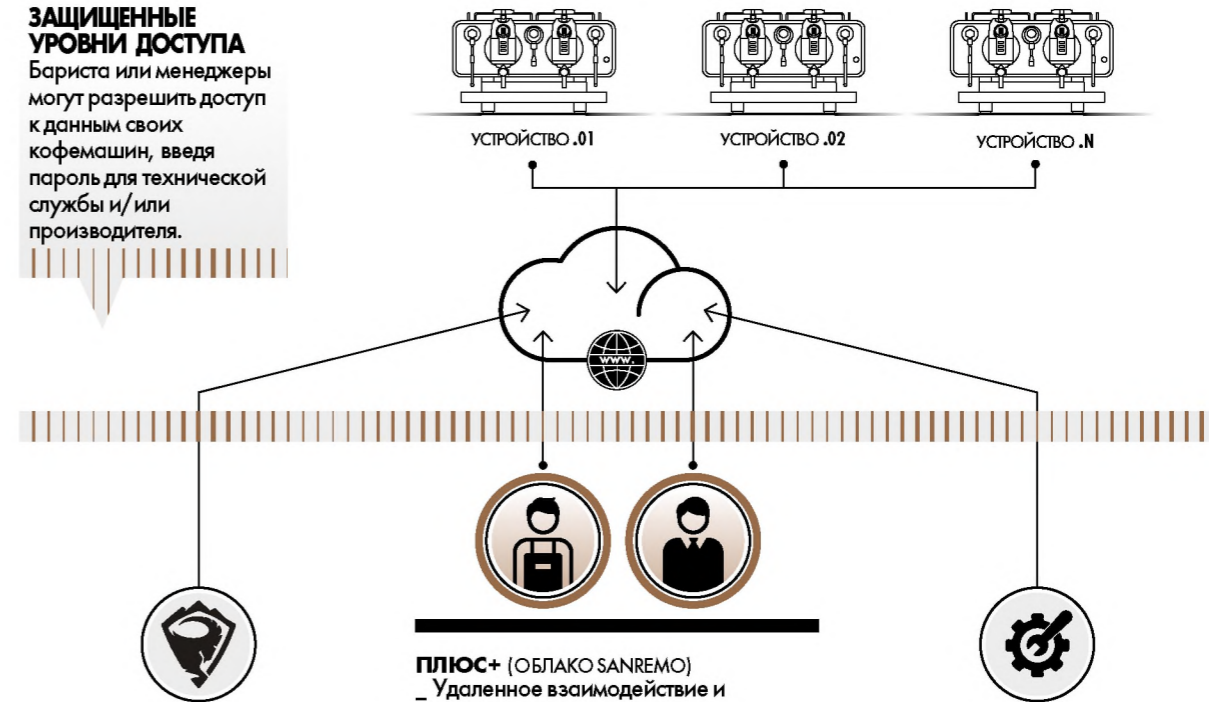 ЗАЩИЩЕННЫЕ
УРОВНИ ДОСТУПА
Бариста или менеджеры
могут разрешить доступ
к данным своих
кофемашин, введя
пароль для технической
службы и/или
производителя.
УСТРОЙСТВО .01
УСТРОЙСТВО .02
УСТРОЙСТВО .N
www.
ПЛЮС+ (ОБЛАКО SANREMO)
_ Удаленное взаимодействие и